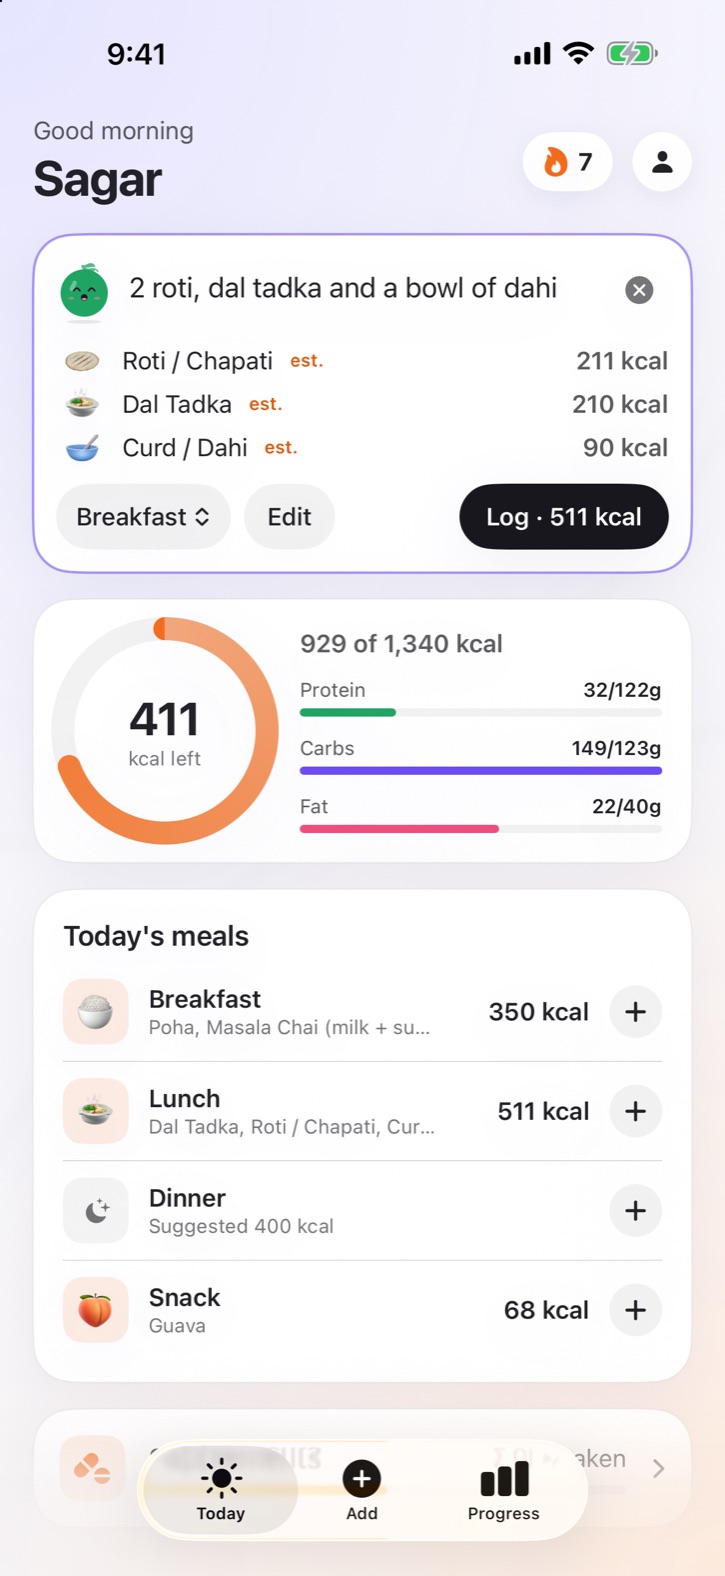 9:41
Good morning
Sagar
7
2 roti, dal tadka and a bowl of dahi
Roti / Chapati est. 211 kcal
Dal Tadka est. 210 kcal
Curd / Dahi est. 90 kcal
Breakfast Edit Log · 511 kcal
929 of 1,340 kcal
411
kcal left
Protein 32/122g
Carbs 149/123g
Fat 22/40g
Today's meals
Breakfast 350 kcal
Poha, Masala Chai (milk + su...
Lunch 511 kcal
Dal Tadka, Roti / Chapati, Cur...
Dinner
Suggested 400 kcal
Snack 68 kcal
Guava
aken
Today Add Progress